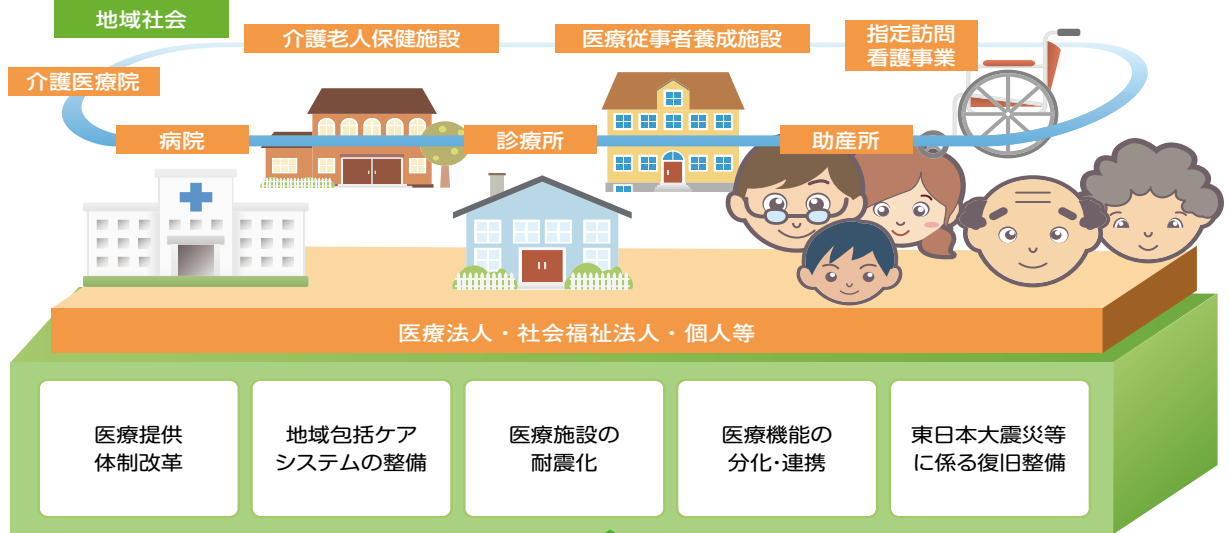 地域社会
介護老人保健施設
医療従事者養成施設
指定訪問
看護事業
介護医療院
病院
診療所
助産所
医療法人・社会福祉法人・個人等
医療提供
体制改革
地域包括ケア
システムの整備
医療施設の
耐震化
医療機能の
分化・連携
東日本大震災等
に係る復旧整備